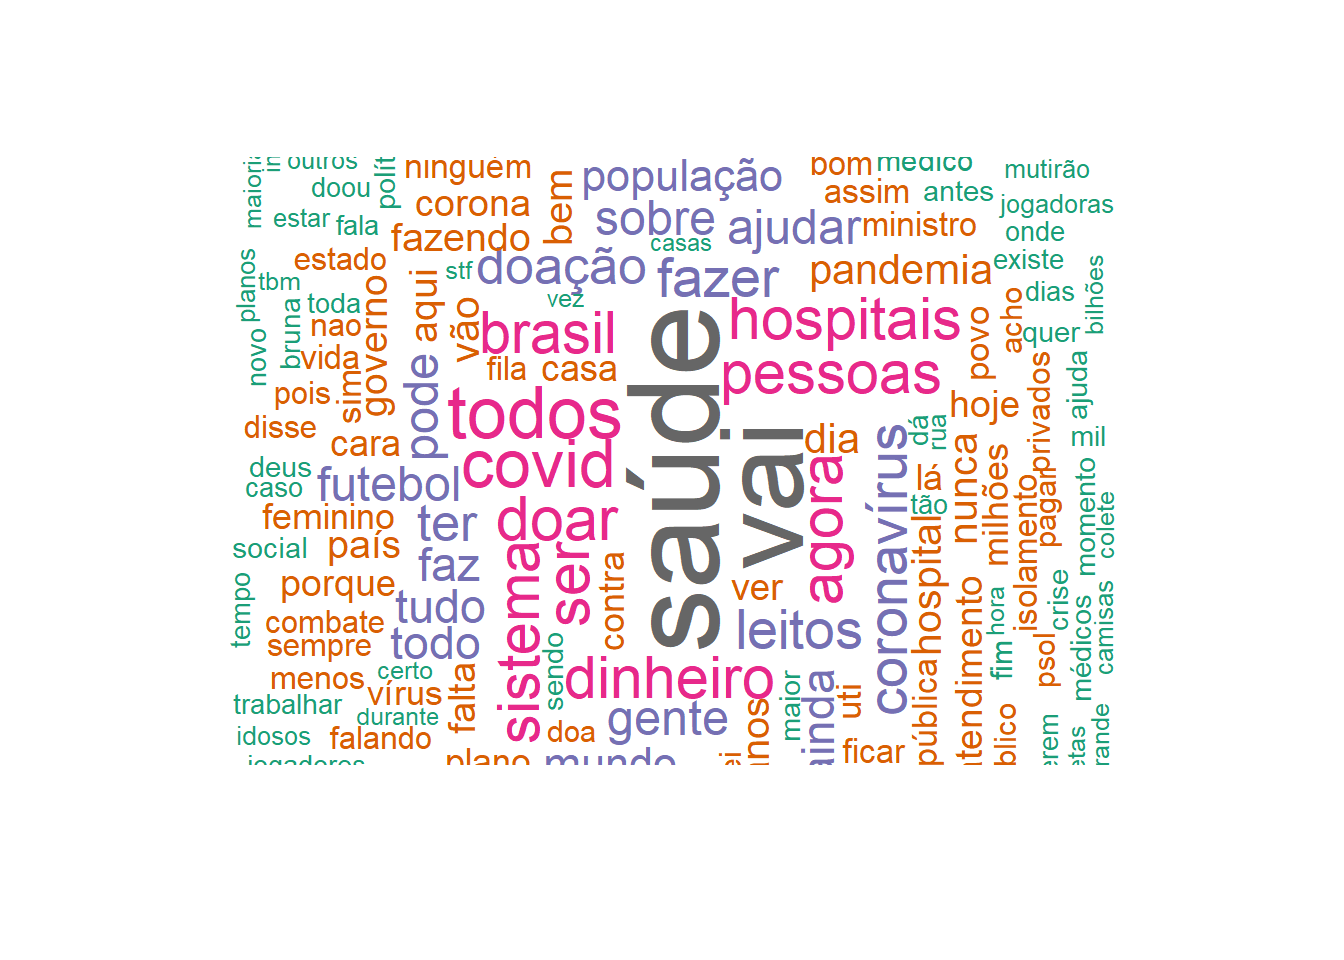 outros
ninguém
bom
médico
mutirão
maioria
doou
polít
corona
bem
população
assim
antes
jogadoras
estar
fala
fazendo
sobre
ajudar
ministro
onde
casas
estado
stf
doação
fazer
pandemia
existe
planos
tbm
toda
governo
aqui
vão
vez
dias
bilhões
bruna
nao
brasil
hospitais
povo
acho
quer
novo
vida
fila
casa
saúde
pessoas
pois
sim
pode
todos
hoje
privados
ajuda
disse
cara
vai
dia
dá
rua
mil
deus
futebol
covid
agora
coronavírus
lá
nunca
milhões
caso
tão
pagar
momento
feminino
ter
doar
hospital
isolamento
colete
social
país
faz
sistema
ser
contra
ver
atendimento
crise
hora
tempo
porque
tudo
combate
sempre
todo
leitos
fim
psol
médicos
camisas
menos
certo
sendo
dinheiro
pública
trabalhar
vírus
falta
maior
ainda
uti
durante
idosos
falando
doa
gente
anos
ficar
blico
erem
etas
rande
jogadores
plano
mundo